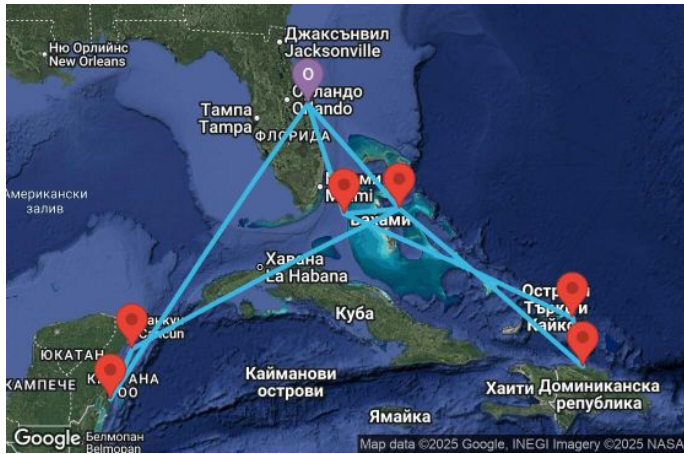 Джаксънвил
Jacksonville
Ню Орлийнс
New Orleans
O
Орландо
Orlando
Тампа
Tampa
ФЛОРИДА
Miami
Американски
залив
Бахами
Хавана
La Habana
Куба
Търкс и
Кайкос
Cancún
ЮКАТАН
КАМПЕЧЕ
Кайманови
острови
Хаити
Доминиканска
република
Ямайка
Белмопан
Belmopan
Google
Map data ©2025 Google, INEGI Imagery ©2025 NASA